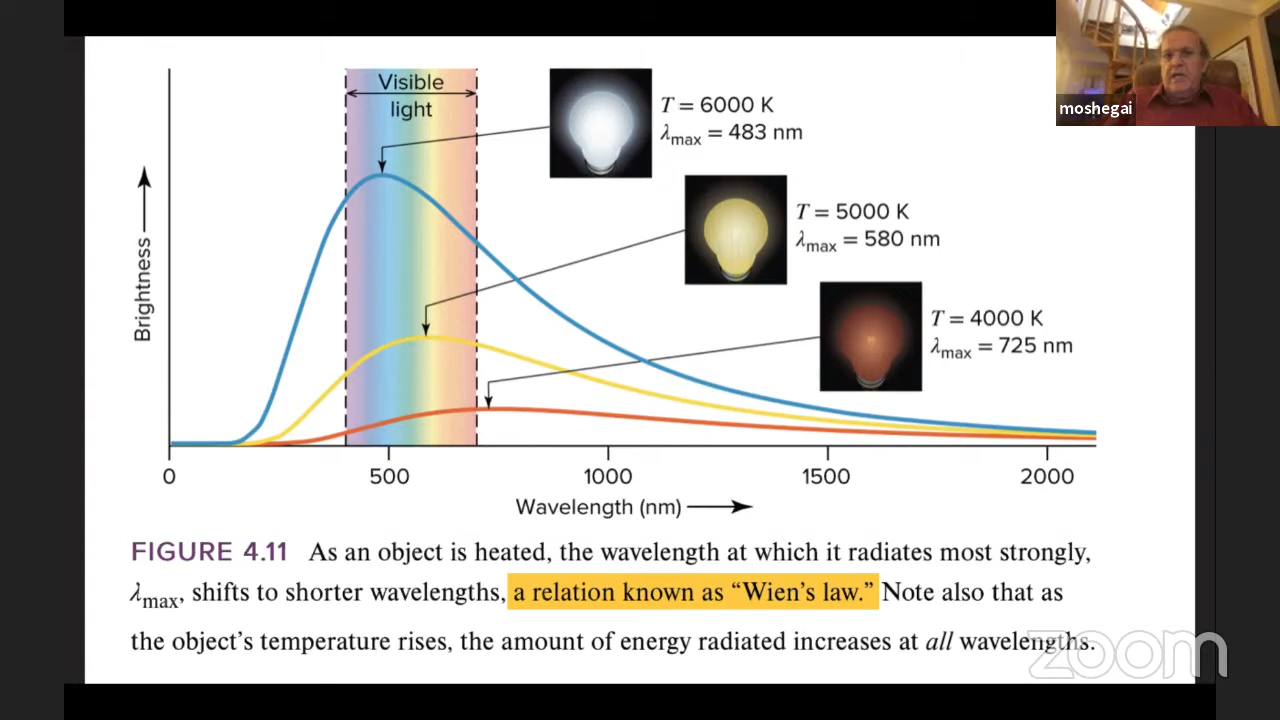 Visible
light
T = 6000 K
λmax = 483 nm
moshegai
T = 5000 K
λmax = 580 nm
T = 4000 K
λmax = 725 nm
Brightness
0
500
1000
1500
2000
Wavelength (nm)
FIGURE 4.11 As an object is heated, the wavelength at which it radiates most strongly,
λmax, shifts to shorter wavelengths, a relation known as “Wien’s law.” Note also that as
the object’s temperature rises, the amount of energy radiated increases at all wavelengths.
zoom